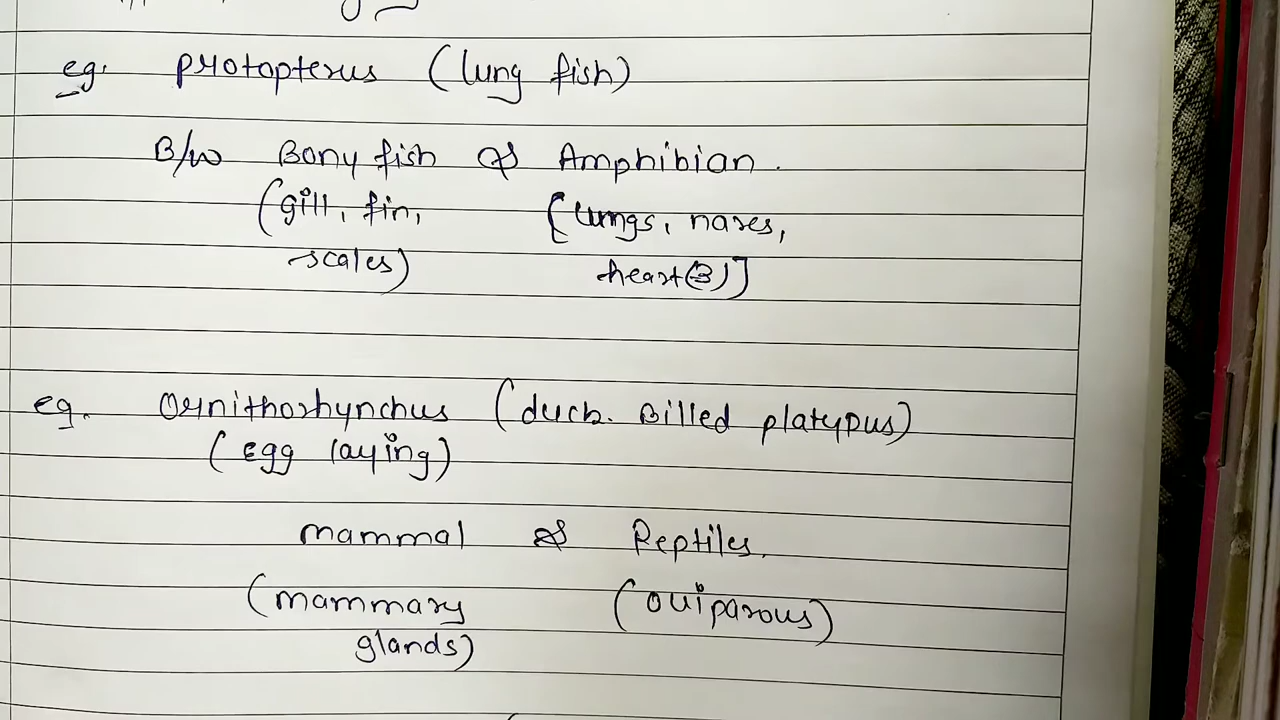 eg. Protopterus (lung fish)
B/w Bony fish & Amphibian.
(gill, fin, [lungs, nares,
scales) heart(3)]
eg. Ornithorhynchus (duck. Billed platypus)
(Egg laying)
mammal & Reptiles.
(mammary (oviparous)
glands)